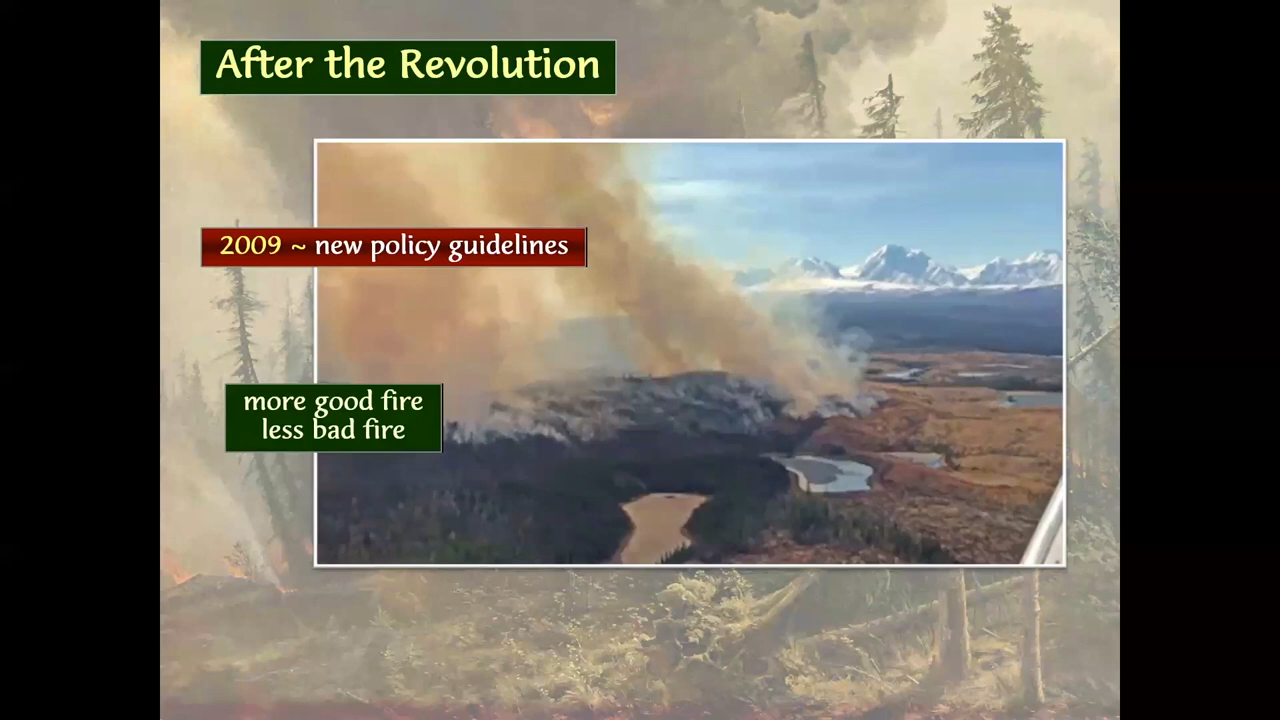 After the Revolution
2009 ~ new policy guidelines
more good fire
less bad fire